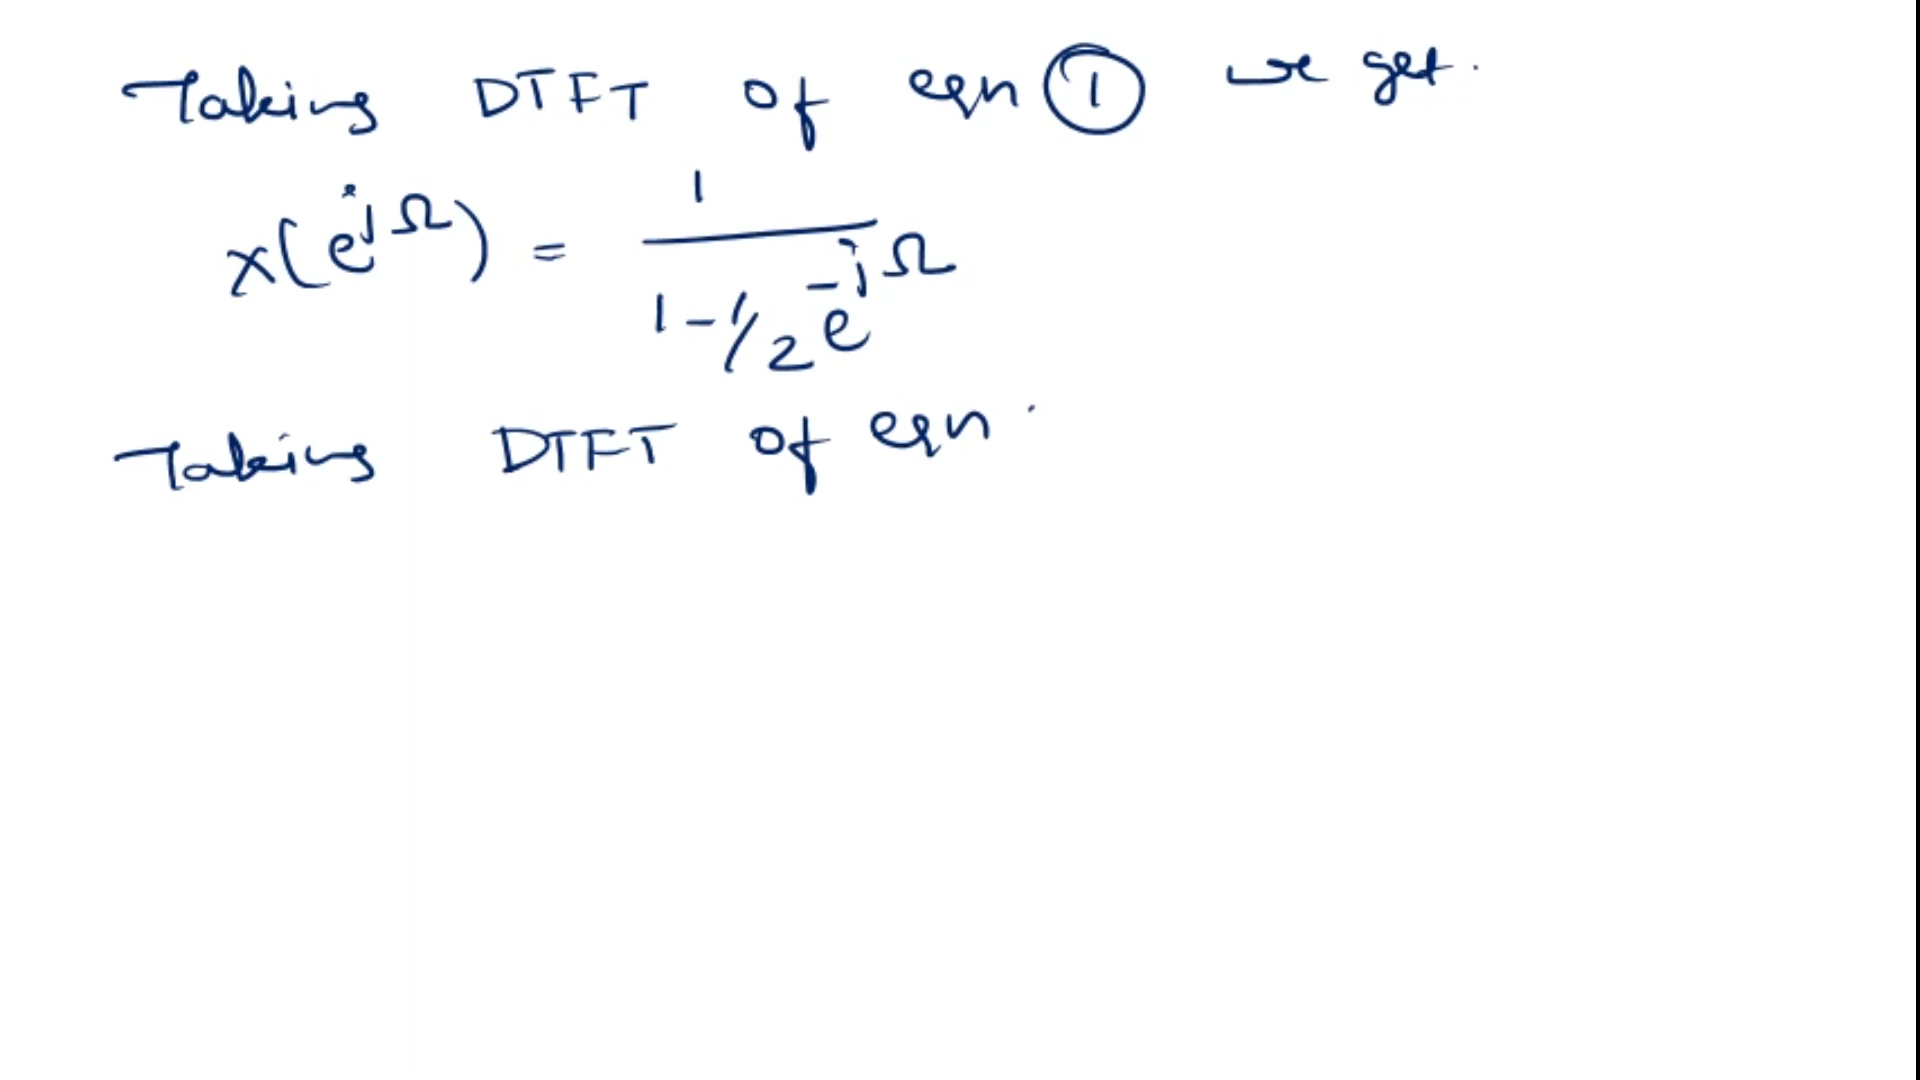 Taking DTFT of eqn ① we get.
x(e^{jΩ}) = 1 / (1 - 1/2 e^{-jΩ})
Taking DTFT of eqn